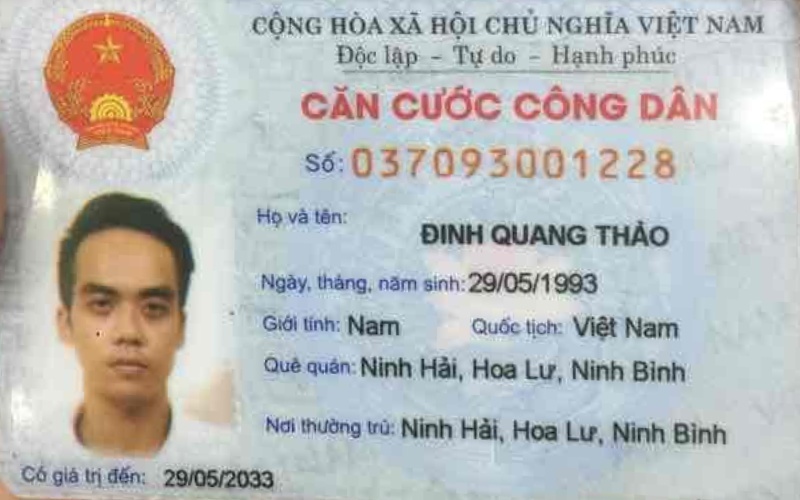 CỘNG HÒA XÃ HỘI CHỦ NGHĨA VIỆT NAM
Độc lập - Tự do - Hạnh phúc
CĂN CƯỚC CÔNG DÂN
Số: 037093001228
Họ và tên:
ĐINH QUANG THẢO
Ngày, tháng, năm sinh: 29/05/1993
Giới tính: Nam Quốc tịch: Việt Nam
Quê quán: Ninh Hải, Hoa Lư, Ninh Bình
Nơi thường trú: Ninh Hải, Hoa Lư, Ninh Bình
Có giá trị đến: 29/05/2033